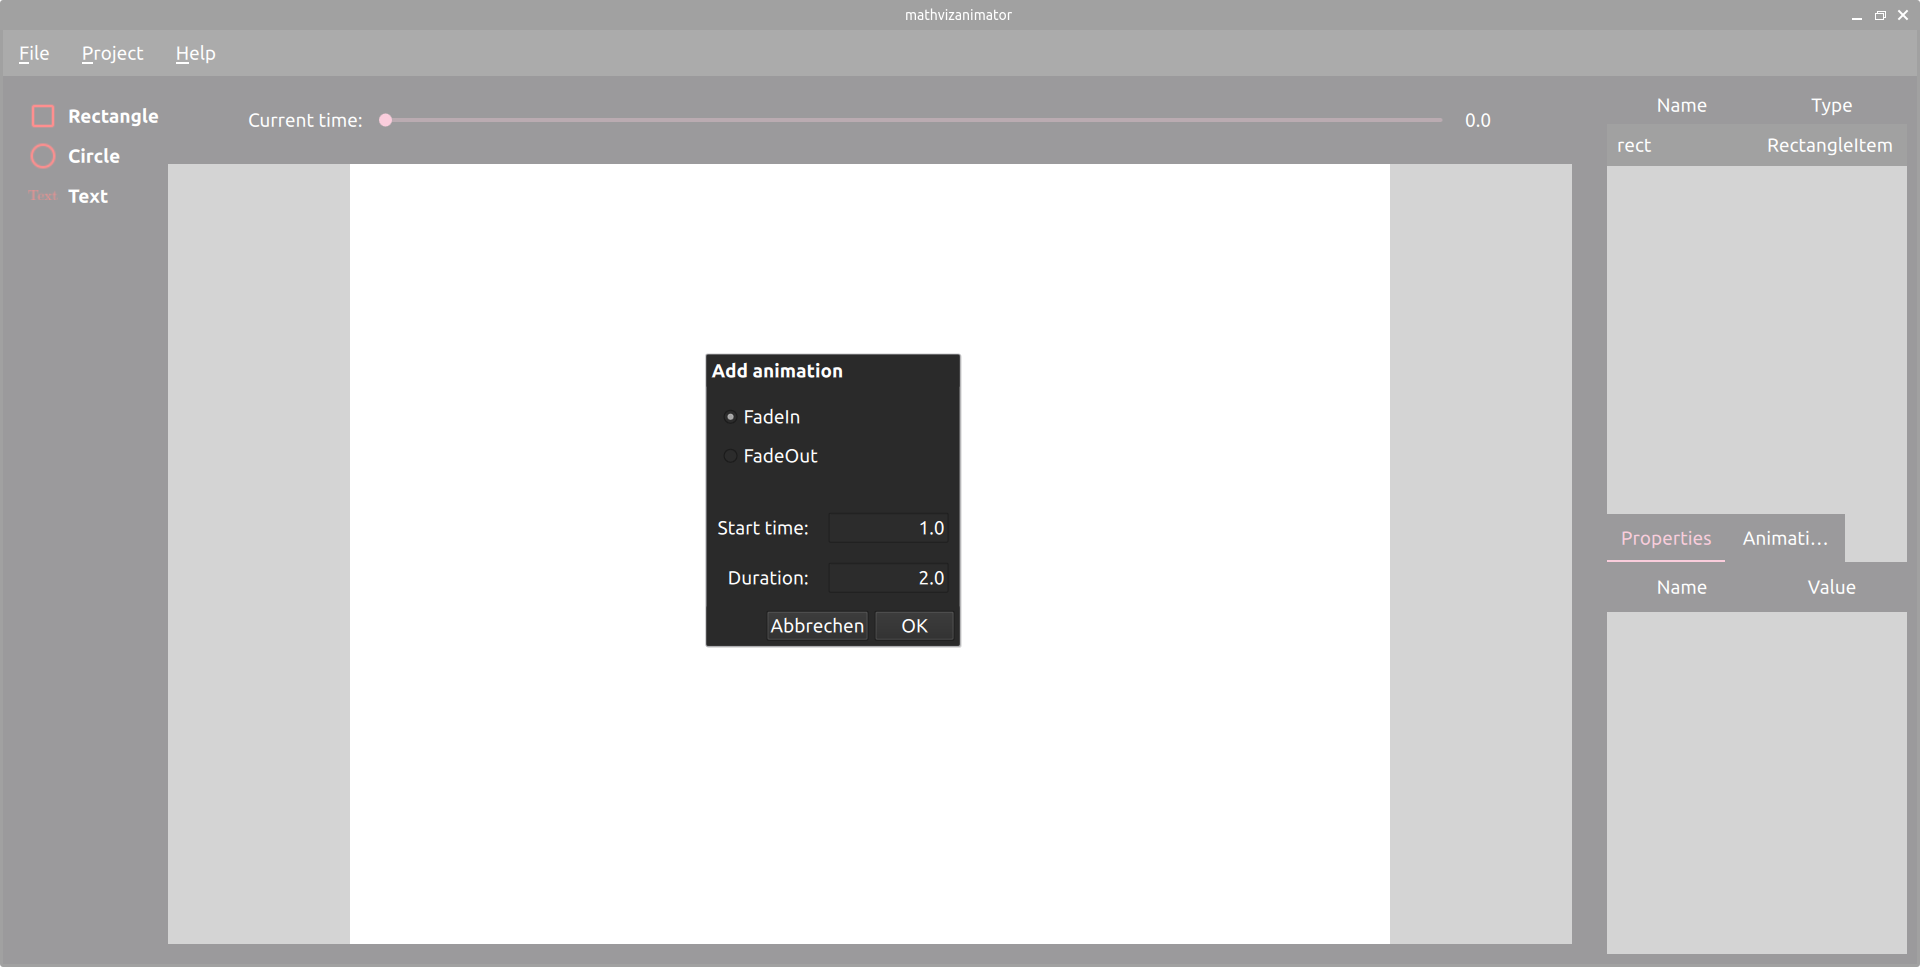 mathvizanimator
File Project Help
Rectangle
Circle
Text Text
Current time: 0.0
Name Type
rect RectangleItem
Add animation
FadeIn
FadeOut
Start time: 1.0
Duration: 2.0
Abbrechen OK
Properties Animati...
Name Value